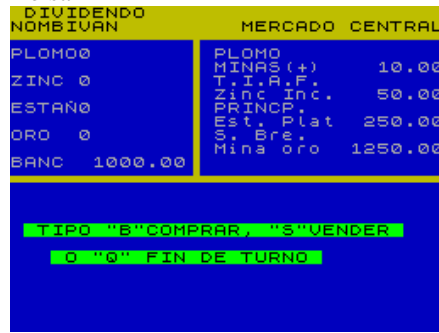 DIVIDENDO
NOMBIVAN
MERCADO CENTRAL
PLOMO0
ZINC 0
ESTAÑ0
ORO 0
BANC 1000.00
PLOMO
MINAS(+) 10.00
T.I.A.F.
Zinc Inc. 50.00
PRINCP.
Est. Plat 250.00
S. Bre.
Mina oro 1250.00
TIPO "B"COMPRAR, "S"VENDER
O "Q" FIN DE TURNO